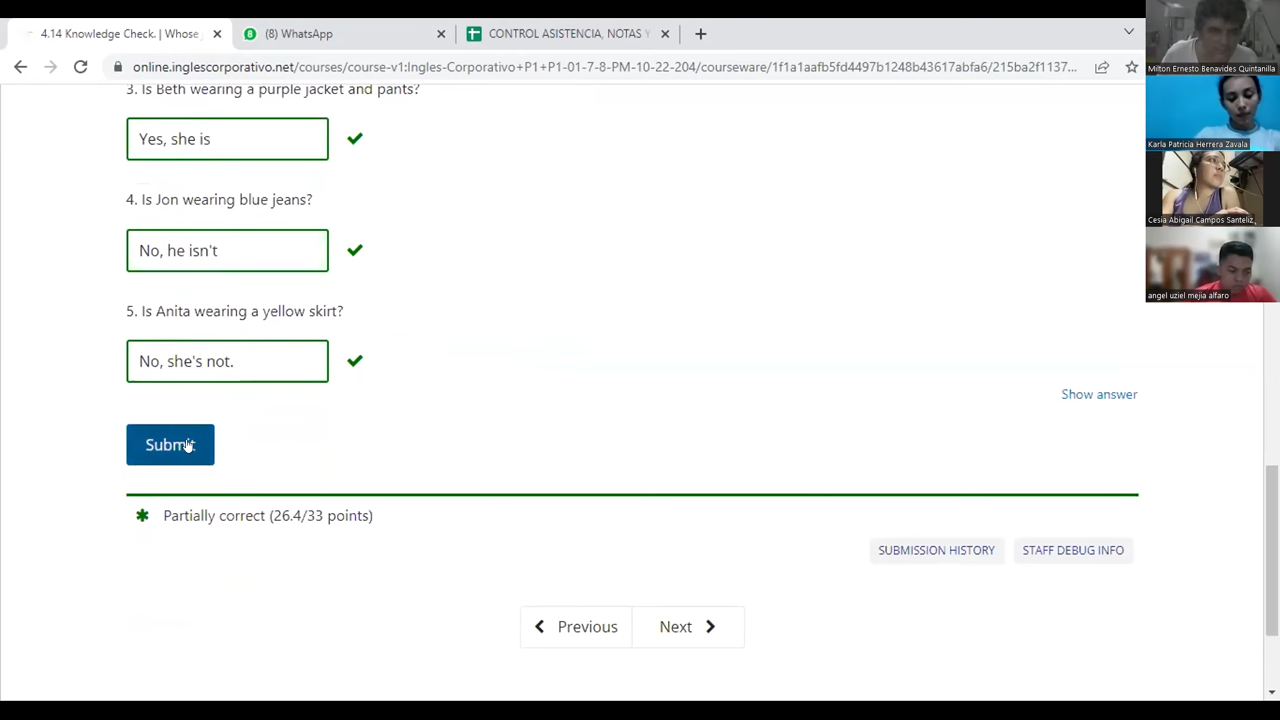 4.14 Knowledge Check. | Whose
(8) WhatsApp
CONTROL ASISTENCIA, NOTAS Y
online.inglescorporativo.net/courses/course-v1:Ingles-Corporativo+P1+P1-01-7-8-PM-10-22-204/courseware/1f1a1aafb5fd4497b1248b43617abfa6/215ba2f1137...
Milton Ernesto Benavides Quintanilla
Karla Patricia Herrera Zavala
Cesia Abigail Campos Santeliz
angel uziel mejia alfaro
3. Is Beth wearing a purple jacket and pants?
Yes, she is
4. Is Jon wearing blue jeans?
No, he isn't
5. Is Anita wearing a yellow skirt?
No, she's not.
Show answer
Submit
Partially correct (26.4/33 points)
SUBMISSION HISTORY
STAFF DEBUG INFO
Previous
Next